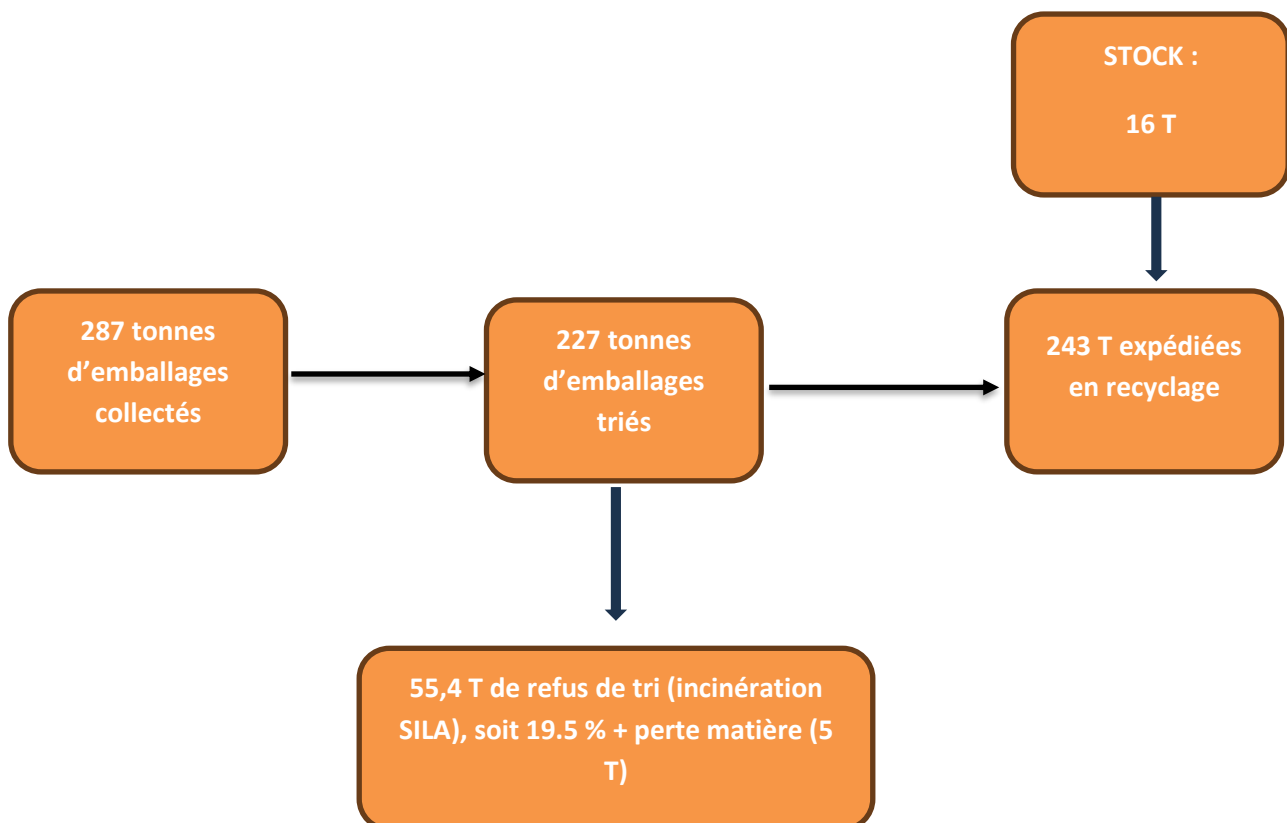 STOCK :
16 T
287 tonnes
d’emballages
collectés
227 tonnes
d’emballages
triés
243 T expédiées
en recyclage
55,4 T de refus de tri (incinération
SILA), soit 19.5 % + perte matière (5
T)